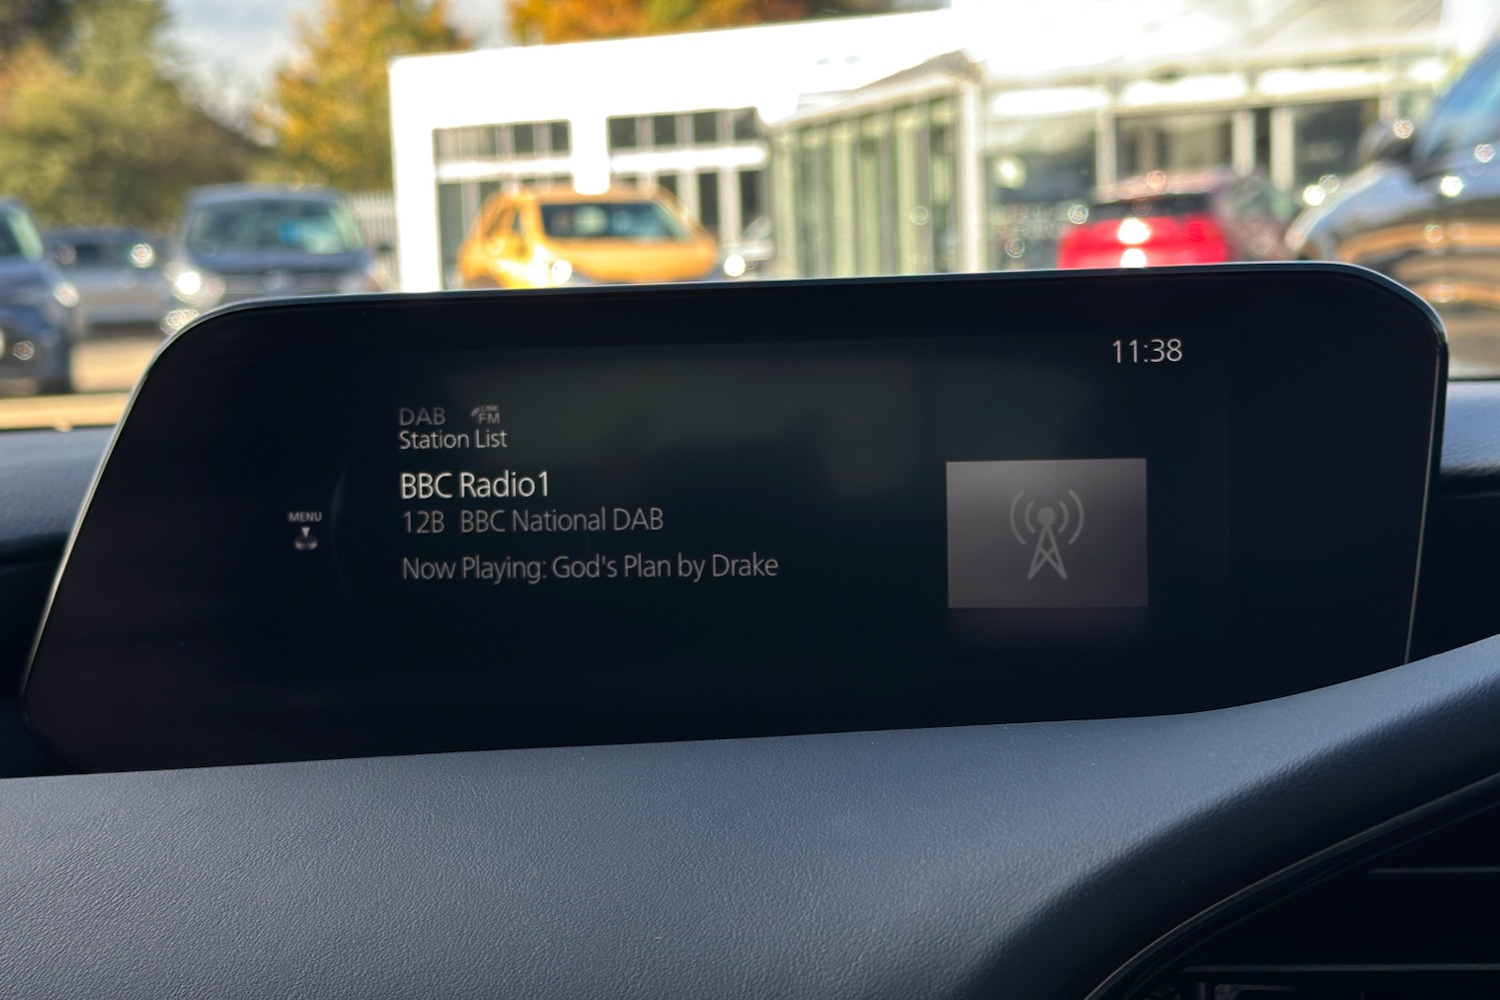 11:38
DAB LINK FM
Station List
BBC Radio1
12B BBC National DAB
MENU
Now Playing: God's Plan by Drake